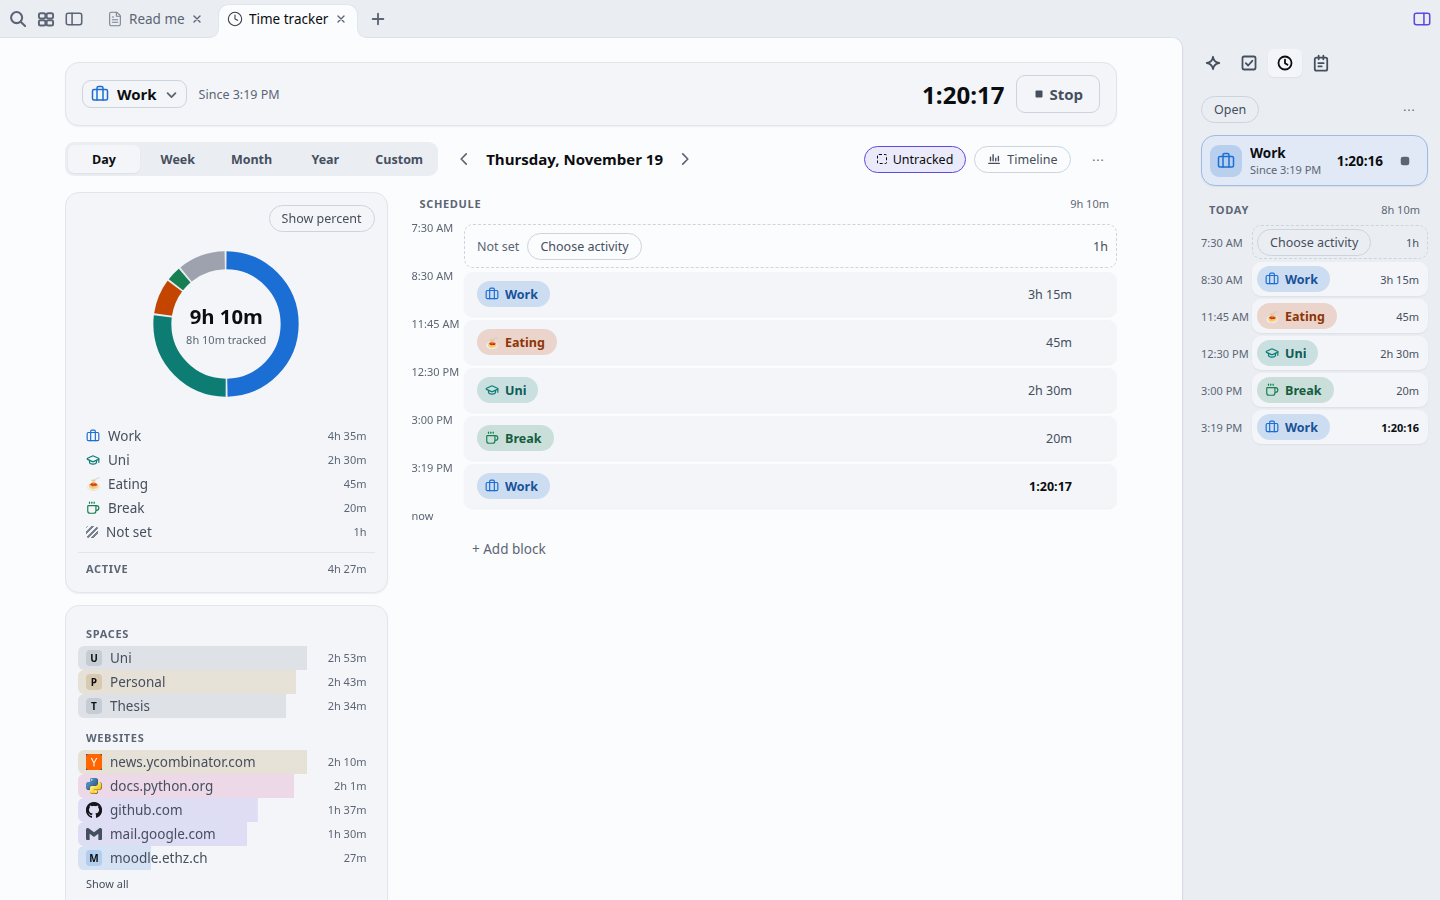 Read me
Time tracker
Work
Since 3:19 PM
1:20:17
Stop
Day
Week
Month
Year
Custom
Thursday, November 19
Untracked
Timeline
Show percent
9h 10m
8h 10m tracked
Work 4h 35m
Uni 2h 30m
Eating 45m
Break 20m
Not set 1h
ACTIVE 4h 27m
SPACES
U Uni 2h 53m
P Personal 2h 43m
T Thesis 2h 34m
WEBSITES
Y news.ycombinator.com 2h 10m
docs.python.org 2h 1m
github.com 1h 37m
mail.google.com 1h 30m
M moodle.ethz.ch 27m
Show all
SCHEDULE 9h 10m
7:30 AM
Not set Choose activity 1h
8:30 AM
Work 3h 15m
11:45 AM
Eating 45m
12:30 PM
Uni 2h 30m
3:00 PM
Break 20m
3:19 PM
Work 1:20:17
now
+ Add block
Open
Work
Since 3:19 PM
1:20:16
TODAY 8h 10m
7:30 AM Choose activity 1h
8:30 AM Work 3h 15m
11:45 AM Eating 45m
12:30 PM Uni 2h 30m
3:00 PM Break 20m
3:19 PM Work 1:20:16